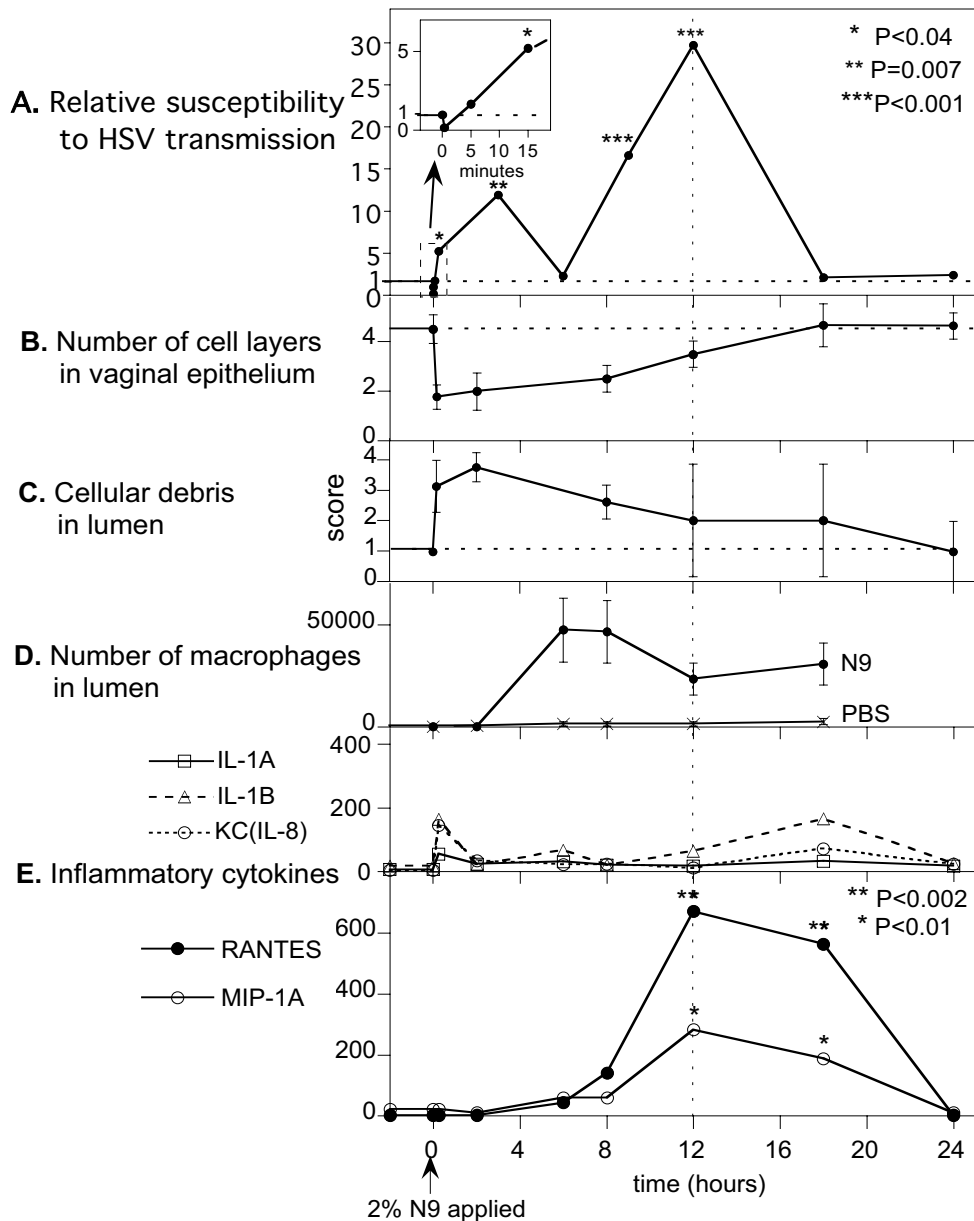 A. Relative susceptibility
to HSV transmission
30
25
20
15
10
5
1
0
5
1
0
0 5 10 15
minutes
*
*
**
***
***
* P<0.04
** P=0.007
***P<0.001
B. Number of cell layers
in vaginal epithelium
4
2
0
C. Cellular debris
in lumen
score
4
3
2
1
0
D. Number of macrophages
in lumen
50000
0
N9
PBS
IL-1A
IL-1B
KC(IL-8)
400
200
0
E. Inflammatory cytokines
RANTES
MIP-1A
600
400
200
0
**
**
*
*
** P<0.002
* P<0.01
0 4 8 12 16 20 24
time (hours)
2% N9 applied